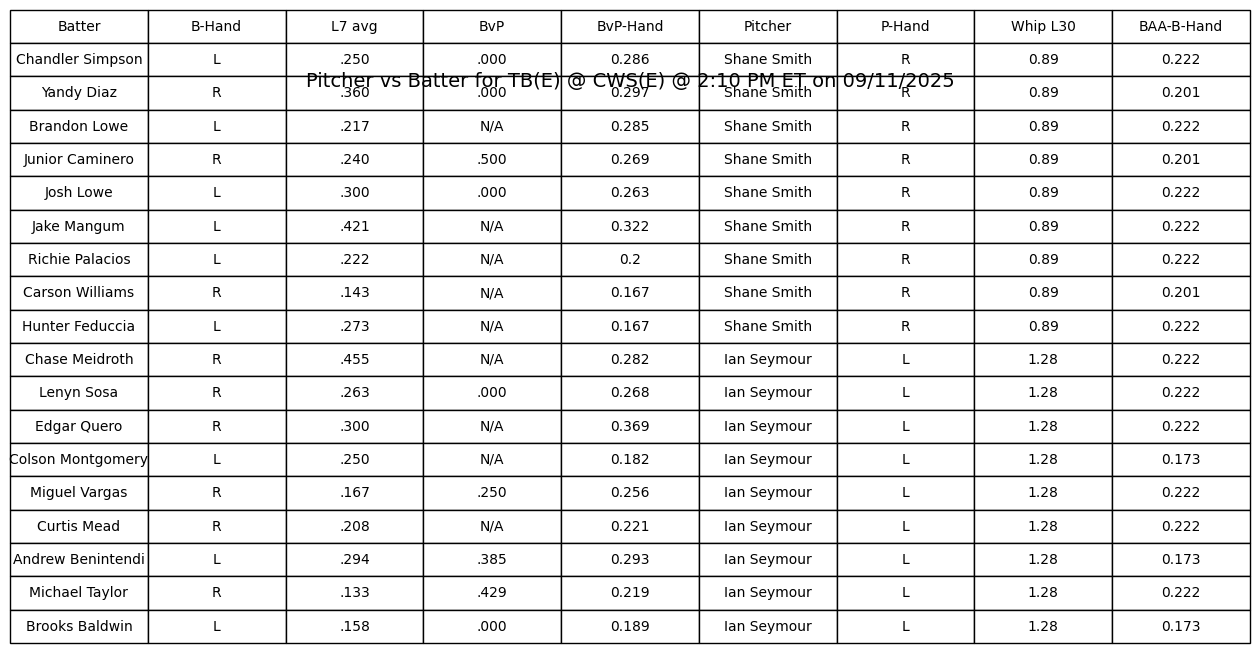 Batter B-Hand L7 avg BvP BvP-Hand Pitcher P-Hand Whip L30 BAA-B-Hand
Chandler Simpson L .250 .000 0.286 Shane Smith R 0.89 0.222
Pitcher vs Batter for TB(E) @ CWS(E) @ 2:10 PM ET on 09/11/2025
Yandy Diaz R .360 .000 0.297 Shane Smith R 0.89 0.201
Brandon Lowe L .217 N/A 0.285 Shane Smith R 0.89 0.222
Junior Caminero R .240 .500 0.269 Shane Smith R 0.89 0.201
Josh Lowe L .300 .000 0.263 Shane Smith R 0.89 0.222
Jake Mangum L .421 N/A 0.322 Shane Smith R 0.89 0.222
Richie Palacios L .222 N/A 0.2 Shane Smith R 0.89 0.222
Carson Williams R .143 N/A 0.167 Shane Smith R 0.89 0.201
Hunter Feduccia L .273 N/A 0.167 Shane Smith R 0.89 0.222
Chase Meidroth R .455 N/A 0.282 Ian Seymour L 1.28 0.222
Lenyn Sosa R .263 .000 0.268 Ian Seymour L 1.28 0.222
Edgar Quero R .300 N/A 0.369 Ian Seymour L 1.28 0.222
Colson Montgomery L .250 N/A 0.182 Ian Seymour L 1.28 0.173
Miguel Vargas R .167 .250 0.256 Ian Seymour L 1.28 0.222
Curtis Mead R .208 N/A 0.221 Ian Seymour L 1.28 0.222
Andrew Benintendi L .294 .385 0.293 Ian Seymour L 1.28 0.173
Michael Taylor R .133 .429 0.219 Ian Seymour L 1.28 0.222
Brooks Baldwin L .158 .000 0.189 Ian Seymour L 1.28 0.173